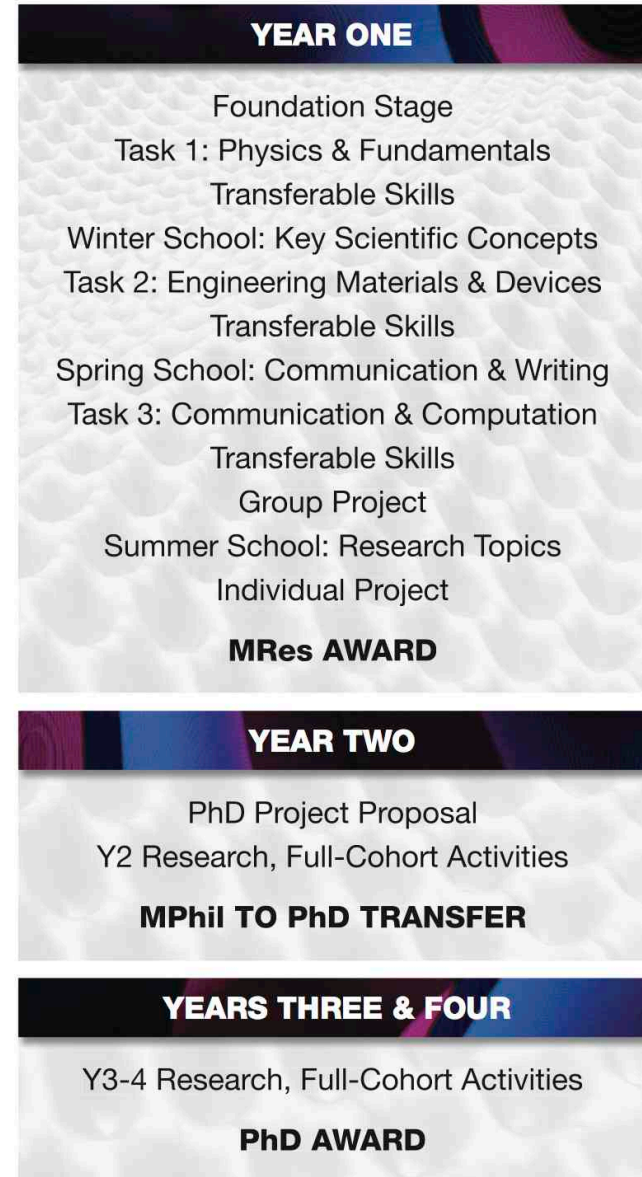 YEAR ONE
Foundation Stage
Task 1: Physics & Fundamentals
Transferable Skills
Winter School: Key Scientific Concepts
Task 2: Engineering Materials & Devices
Transferable Skills
Spring School: Communication & Writing
Task 3: Communication & Computation
Transferable Skills
Group Project
Summer School: Research Topics
Individual Project
MRes AWARD
YEAR TWO
PhD Project Proposal
Y2 Research, Full-Cohort Activities
MPhil TO PhD TRANSFER
YEARS THREE & FOUR
Y3-4 Research, Full-Cohort Activities
PhD AWARD